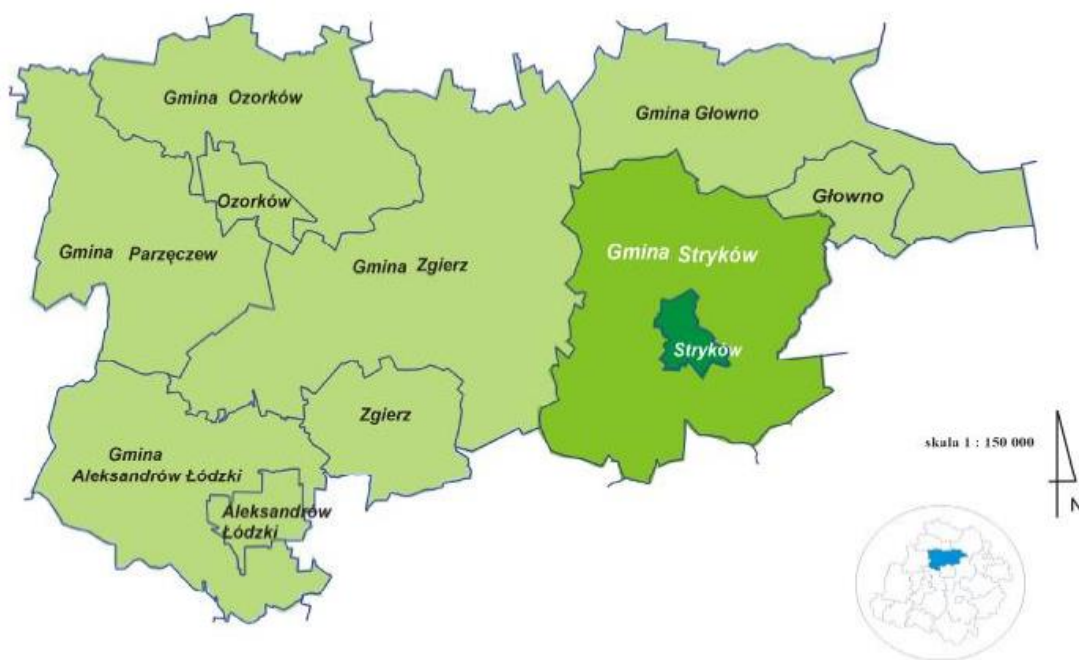 Gmina Ozorków
Gmina Głowno
Ozorków
Głowno
Gmina Parzęczew
Gmina Zgierz
Gmina Stryków
Stryków
Zgierz
Gmina
Aleksandrów Łódzki
Aleksandrów
Łódzki
skala 1 : 150 000
N